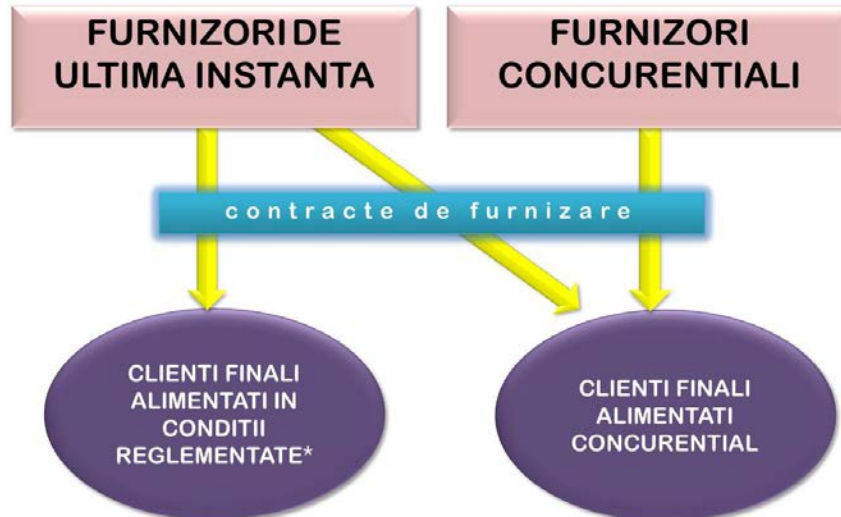 FURNIZORI DE
ULTIMA INSTANTA
FURNIZORI
CONCURENTIALI
contracte de furnizare
CLIENTI FINALI
ALIMENTATI IN
CONDITII
REGLEMENTATE*
CLIENTI FINALI
ALIMENTATI
CONCURENTIAL